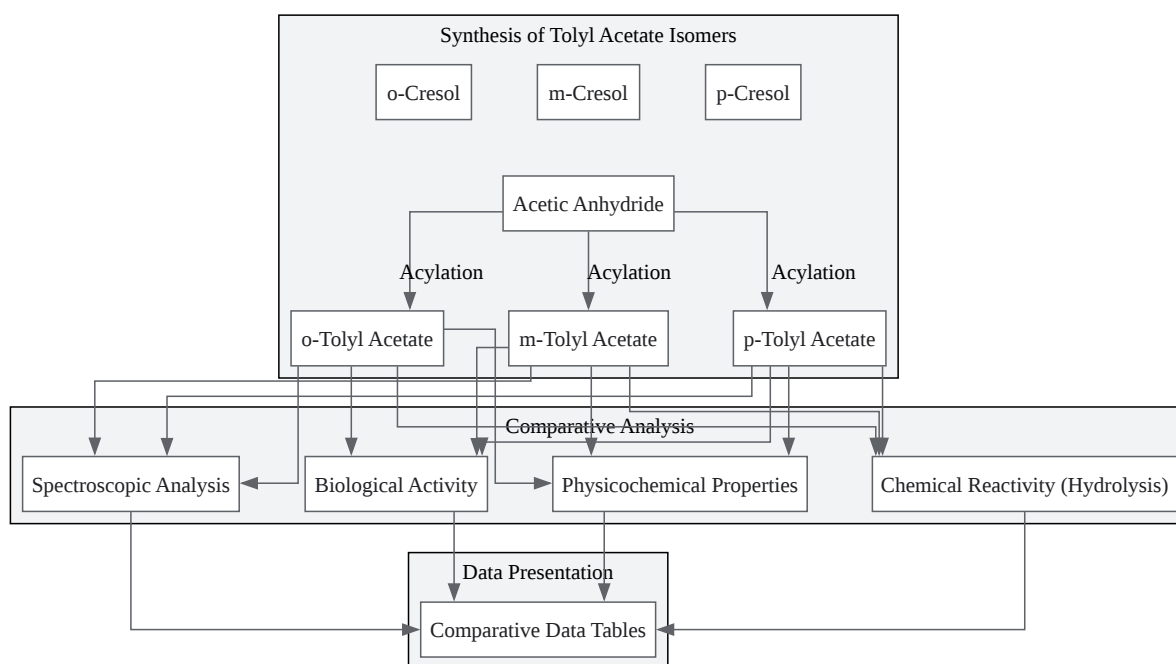 Synthesis of Tolyl Acetate Isomers
o-Cresol
m-Cresol
p-Cresol
Acetic Anhydride
Acylation
Acylation
Acylation
o-Tolyl Acetate
m-Tolyl Acetate
p-Tolyl Acetate
Comparative Analysis
Spectroscopic Analysis
Biological Activity
Physicochemical Properties
Chemical Reactivity (Hydrolysis)
Data Presentation
Comparative Data Tables